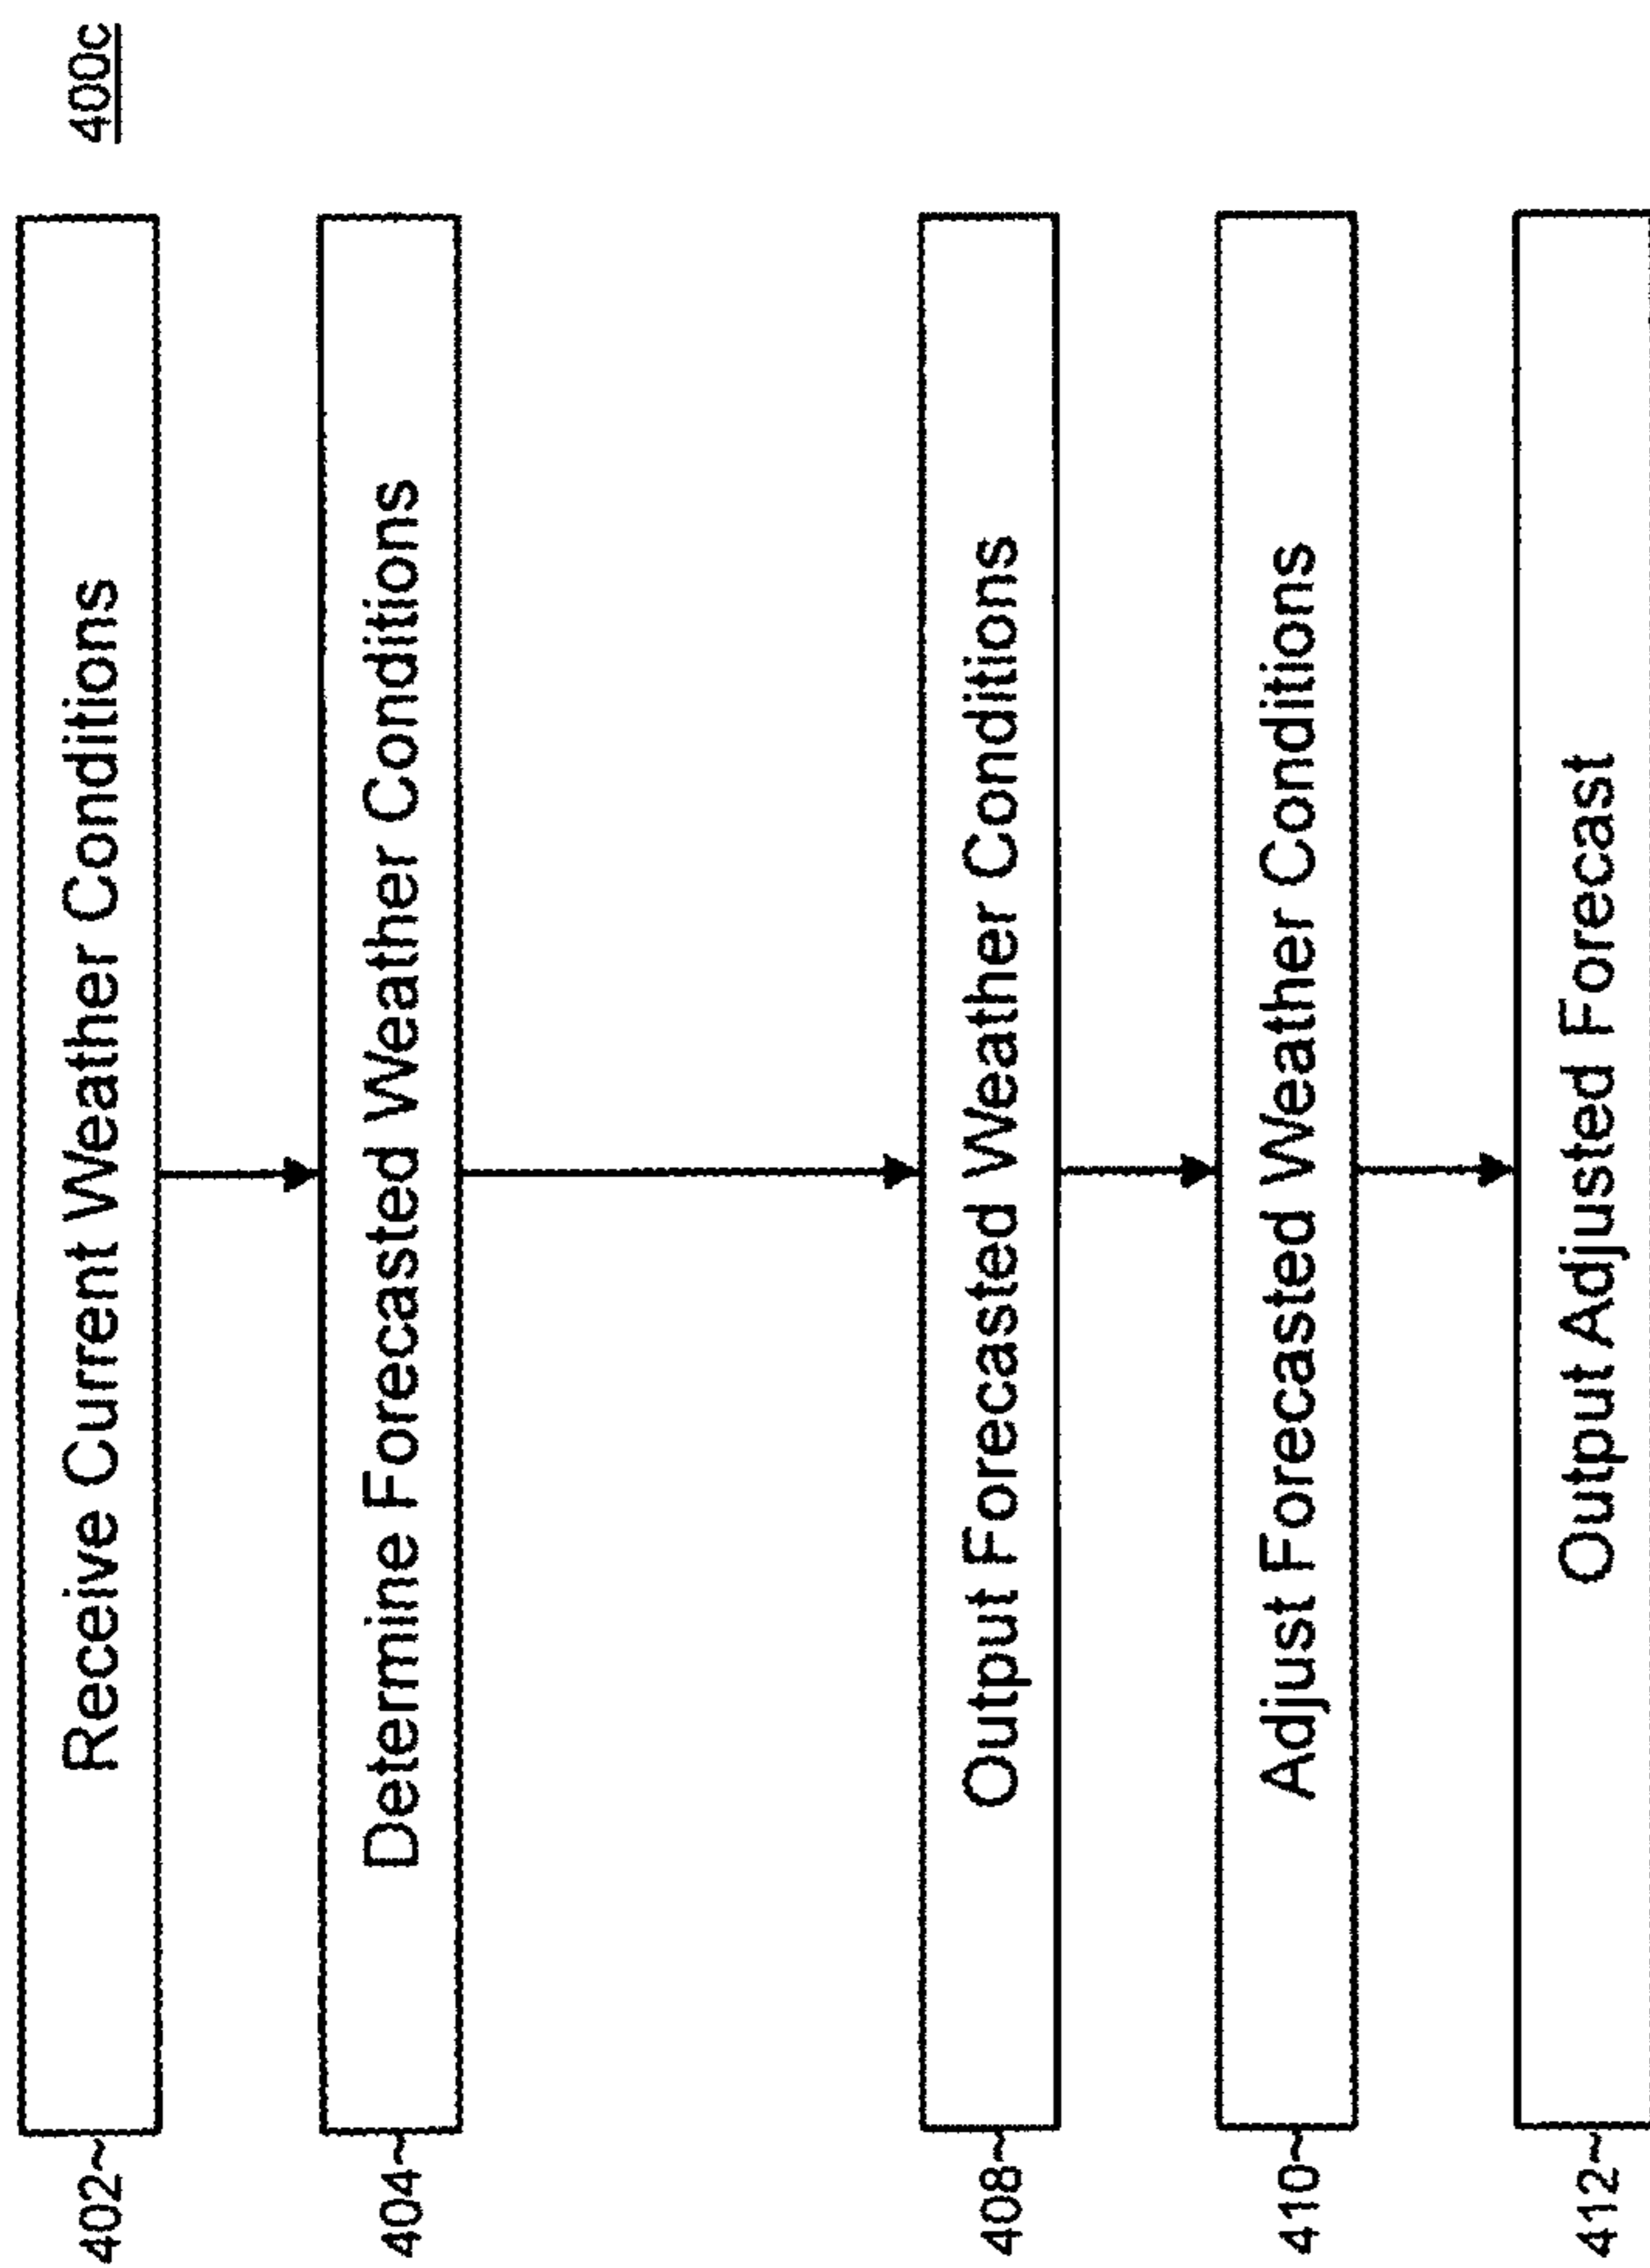 400c
402~ Receive Current Weather Conditions
404~ Determine Forecasted Weather Conditions
408~ Output Forecasted Weather Conditions
410~ Adjust Forecasted Weather Conditions
412~ Output Adjusted Forecast